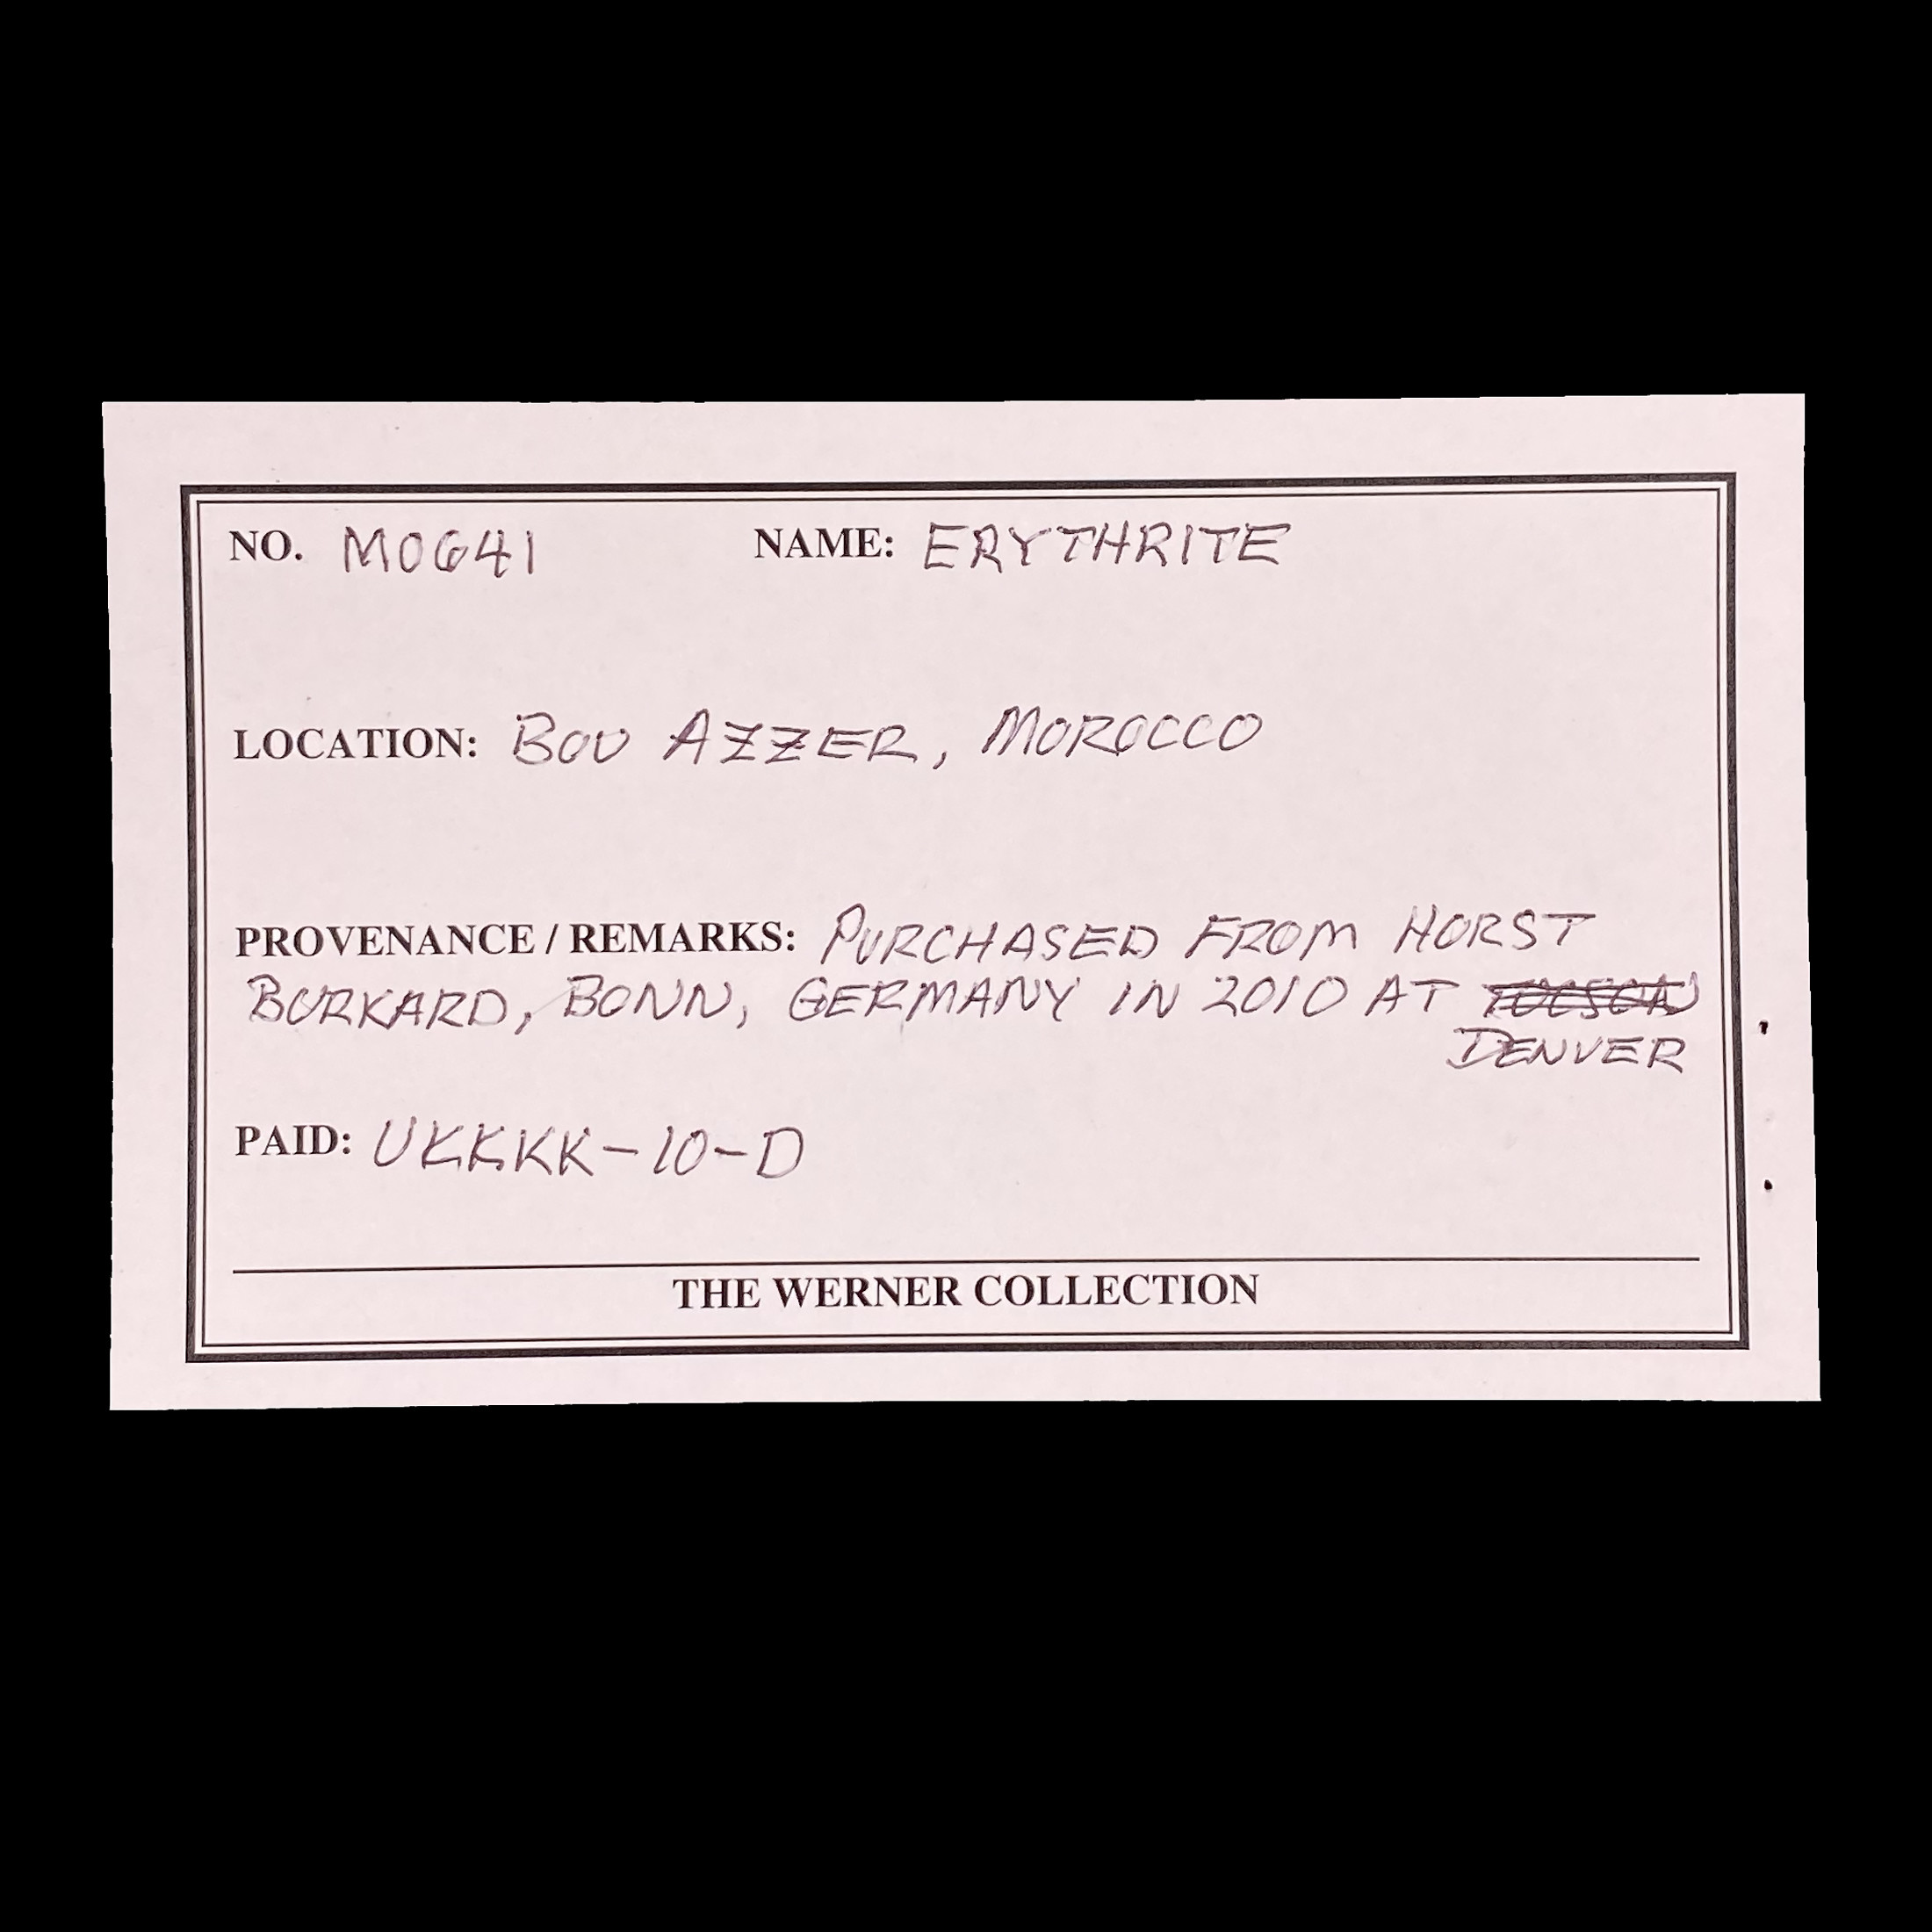 NO. M0641 NAME: ERYTHRITE
LOCATION: BOU AZZER, MOROCCO
PROVENANCE / REMARKS: PURCHASED FROM HORST
BURKARD, BONN, GERMANY IN 2010 AT
DENVER
PAID: UKKKK-10-D
THE WERNER COLLECTION